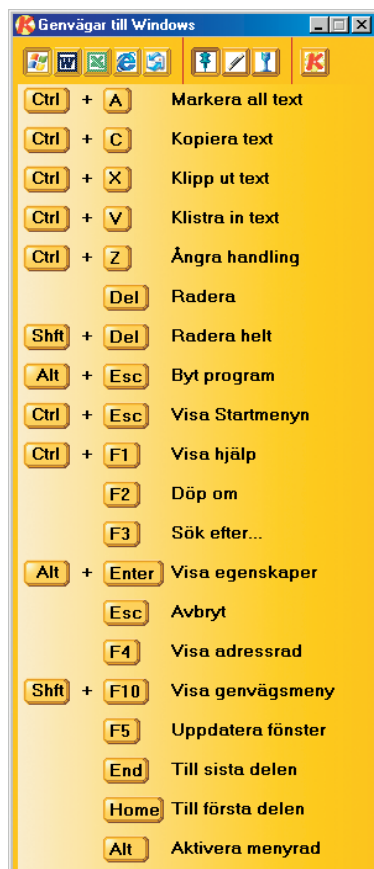 Genvägar till Windows
Ctrl + A Markera all text
Ctrl + C Kopiera text
Ctrl + X Klipp ut text
Ctrl + V Klistra in text
Ctrl + Z Ångra handling
Del Radera
Shft + Del Radera helt
Alt + Esc Byt program
Ctrl + Esc Visa Startmenyn
Ctrl + F1 Visa hjälp
F2 Döp om
F3 Sök efter...
Alt + Enter Visa egenskaper
Esc Avbryt
F4 Visa adressrad
Shft + F10 Visa genvägsmeny
F5 Uppdatera fönster
End Till sista delen
Home Till första delen
Alt Aktivera menyrad